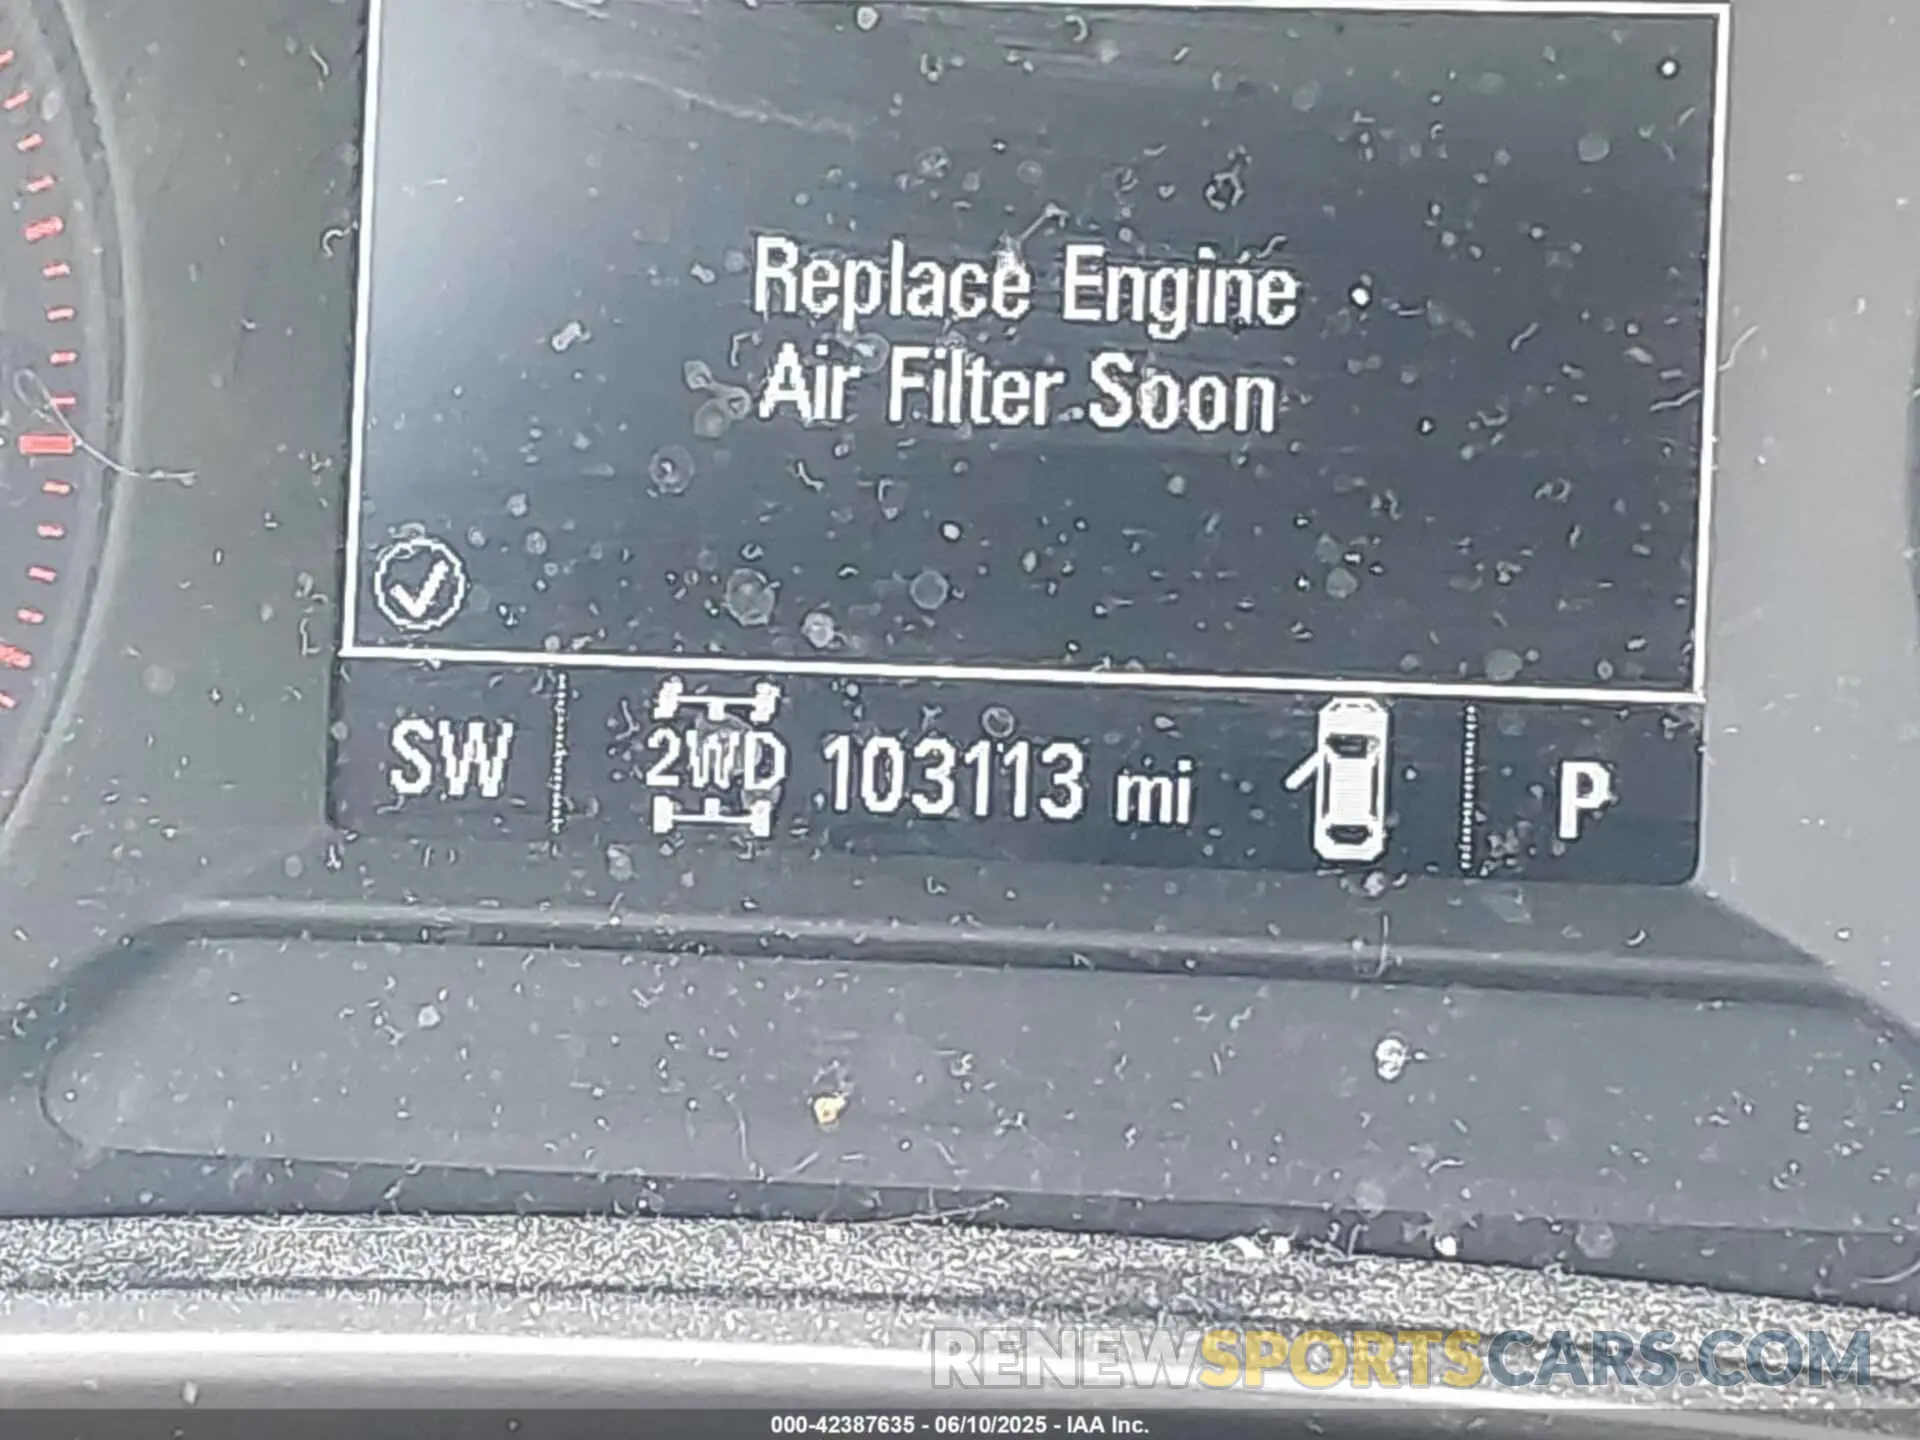 Replace Engine
Air Filter Soon
SW 2WD 103113 mi P
RENEWSPORTSCARS.COM
000-42387635 - 06/10/2025 - IAA Inc.